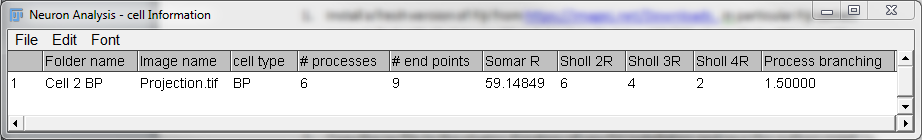 1. Install a fresh version of Fiji from https://imagej.net/Downloads.
Neuron Analysis - cell Information
File Edit Font
Folder name Image name cell type # processes # end points Somar R Sholl 2R Sholl 3R Sholl 4R Process branching
1 Cell 2 BP Projection.tif BP 6 9 59.14849 6 4 2 1.50000